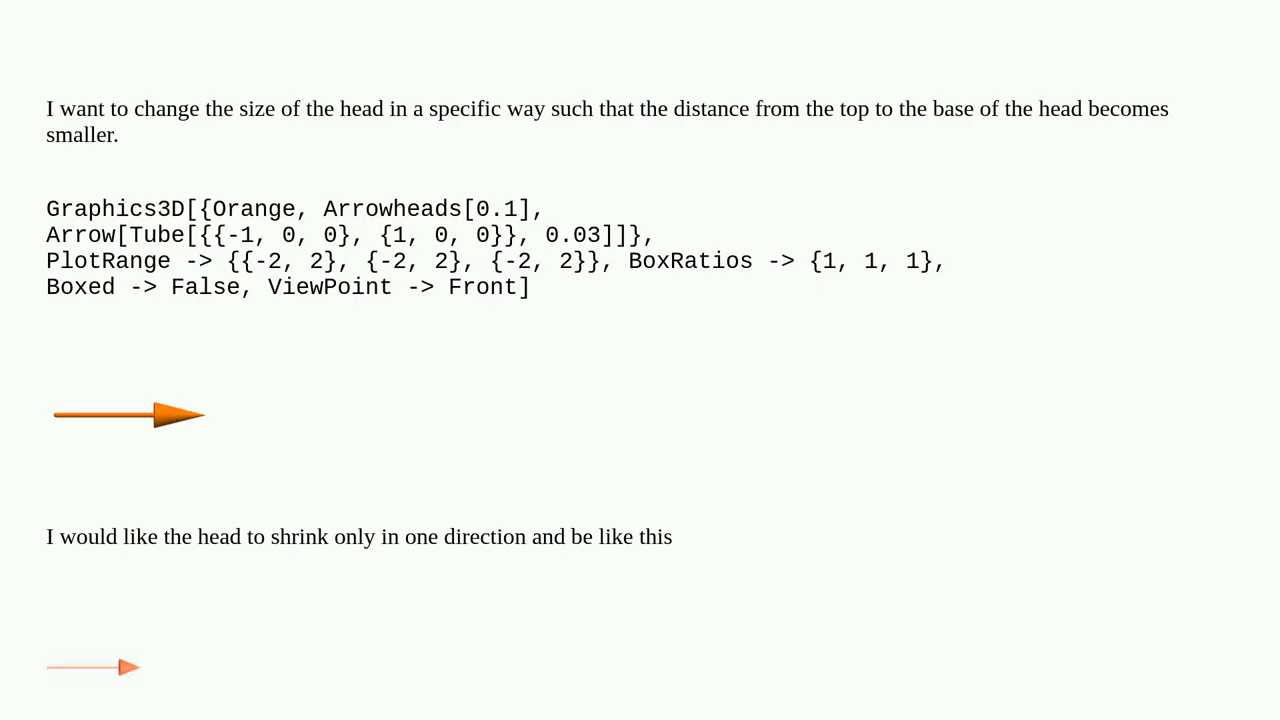 I want to change the size of the head in a specific way such that the distance from the top to the base of the head becomes
smaller.
Graphics3D[{Orange, Arrowheads[0.1],
Arrow[Tube[{{-1, 0, 0}, {1, 0, 0}}, 0.03]]},
PlotRange -> {{-2, 2}, {-2, 2}, {-2, 2}}, BoxRatios -> {1, 1, 1},
Boxed -> False, ViewPoint -> Front]
I would like the head to shrink only in one direction and be like this